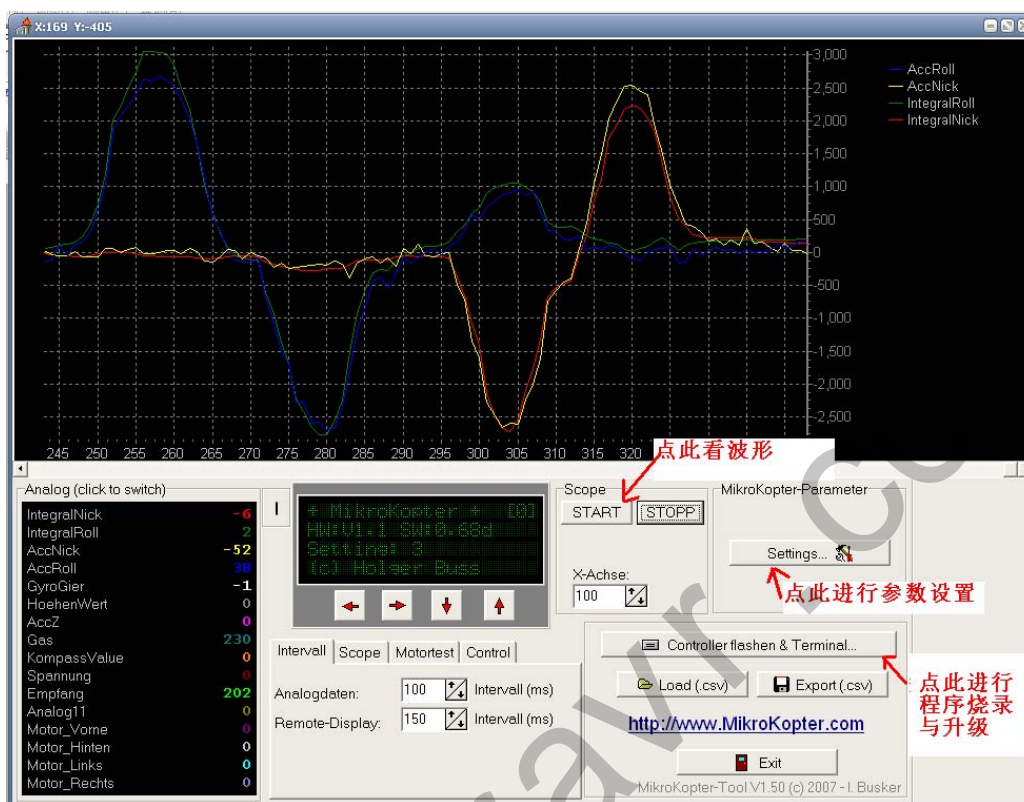 X:169 Y:-405
3,000
2,500
2,000
1,500
1,000
500
0
-500
-1,000
-1,500
-2,000
-2,500
AccRoll
AccNick
IntegralRoll
IntegralNick
245 250 255 260 265 270 275 280 285 290 295 300 305 310 315 320
点此看波形
Analog (click to switch)
IntegralNick -6
IntegralRoll 2
AccNick -52
AccRoll 38
GyroGier -1
HoehenWert 0
AccZ 0
Gas 230
KompassValue 0
Spannung 0
Empfang 202
Analog11 0
Motor_Vorne 0
Motor_Hinten 0
Motor_Links 0
Motor_Rechts 0
I
+ MikroKopter + [0]
HW:V1.1 SW:0.68d
Setting: 3
(c) Holger Buss
Intervall Scope Motortest Control
Analogdaten: 100 Intervall (ms)
Remote-Display: 150 Intervall (ms)
Scope
START STOPP
X-Achse:
100
MikroKopter-Parameter
Settings...
点此进行参数设置
Controller flashen & Terminal...
Load (.csv) Export (.csv)
点此进行
程序烧录
与升级
http://www.MikroKopter.com
Exit
MikroKopter-Tool V1.50 (c) 2007 - I. Busker